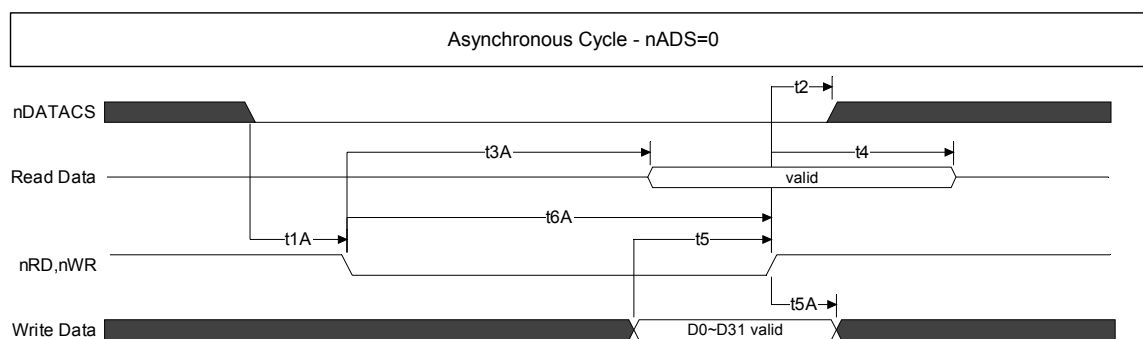 Asynchronous Cycle - nADS=0
t2
nDATACS
t3A
t4
Read Data
valid
t6A
t5
t1A
nRD,nWR
t5A
Write Data
D0~D31 valid